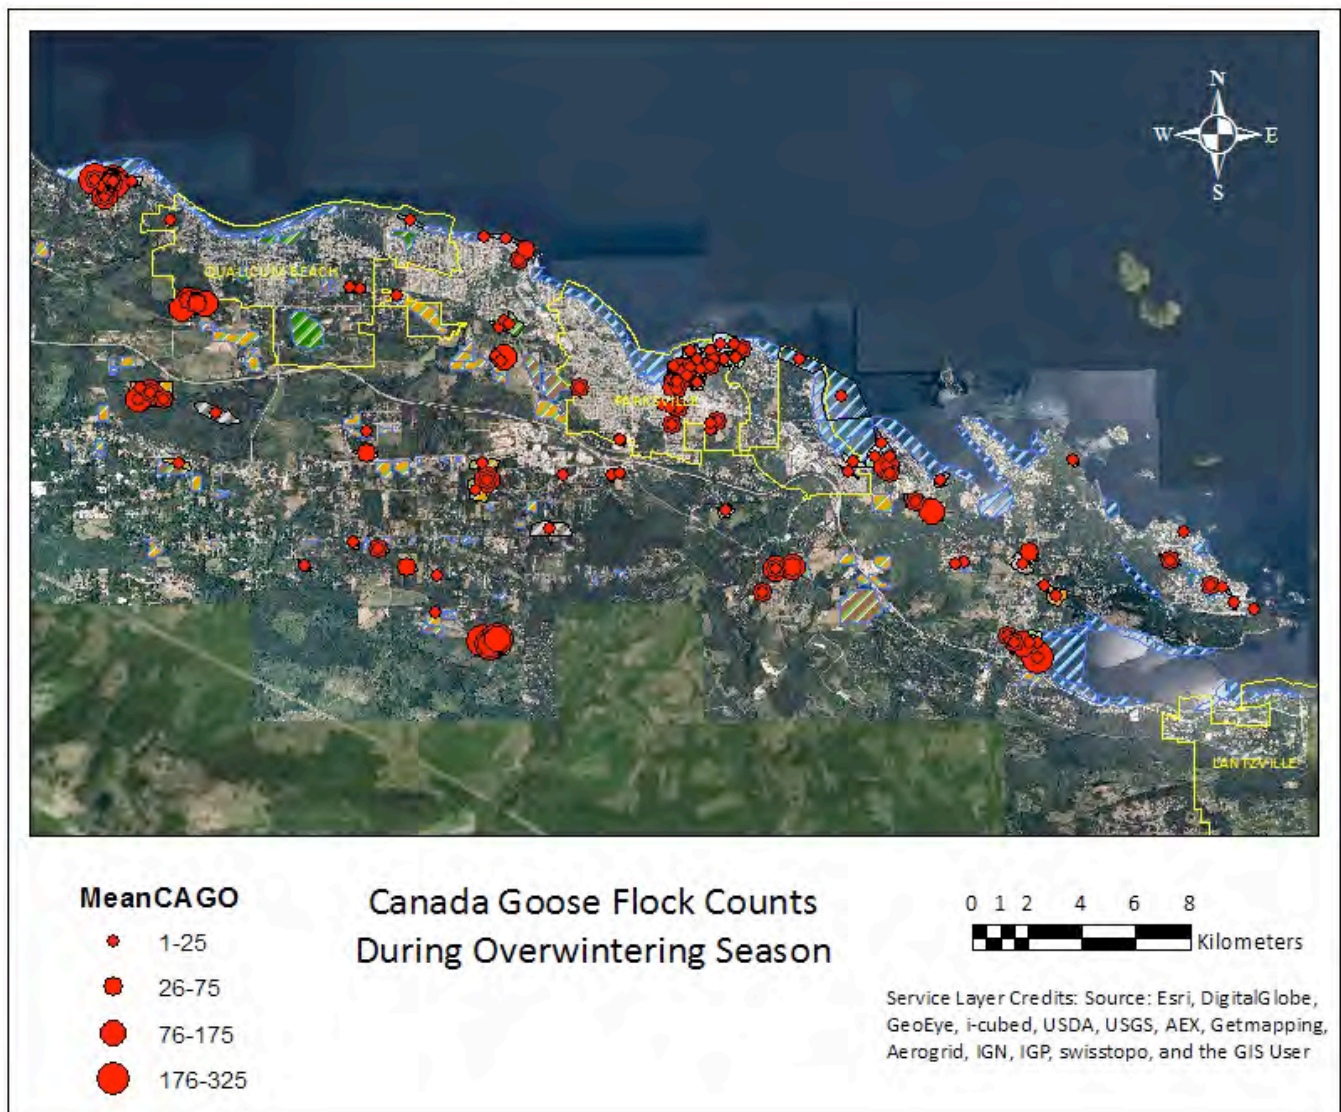 N
W E
S
QUALICUM BEACH
PARKSVILLE
LANTZVILLE
MeanCAGO
1-25
26-75
76-175
176-325
Canada Goose Flock Counts
During Overwintering Season
0 1 2 4 6 8
Kilometers
Service Layer Credits: Source: Esri, DigitalGlobe,
GeoEye, i-cubed, USDA, USGS, AEX, Getmapping,
Aerogrid, IGN, IGP, swisstopo, and the GIS User